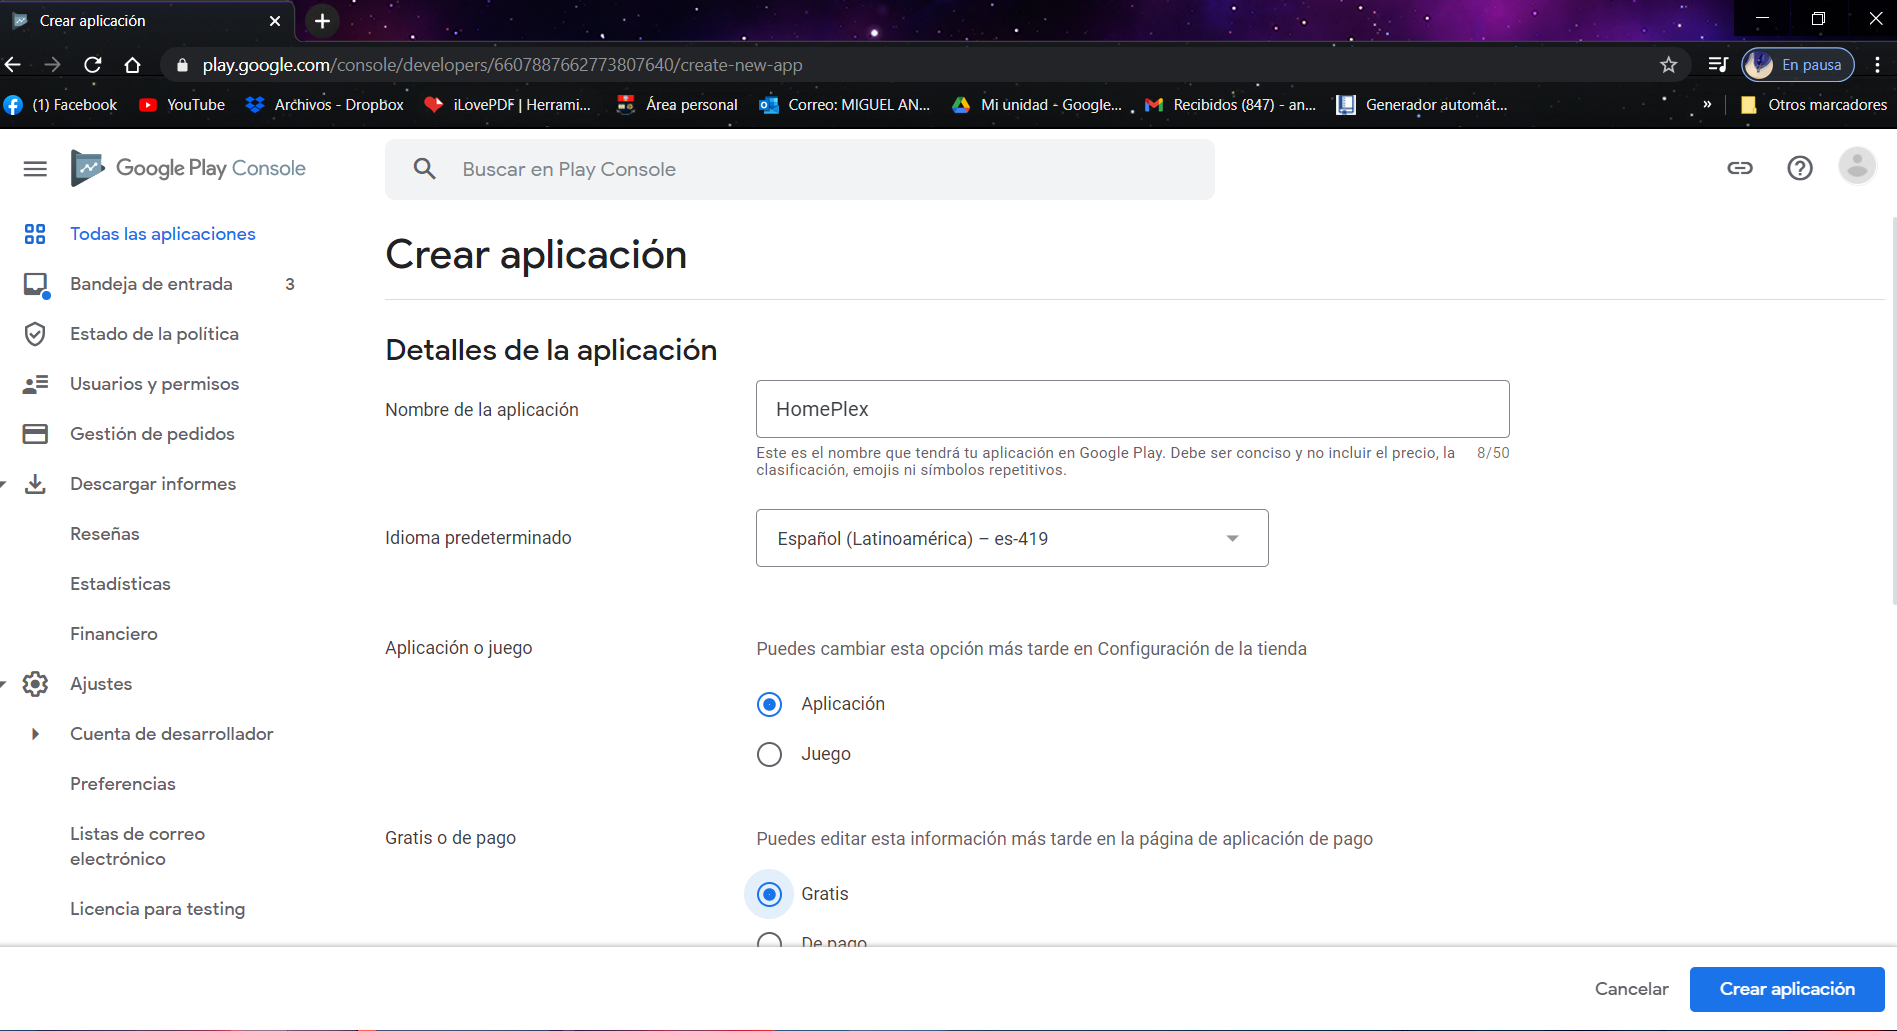 Crear aplicación
play.google.com/console/developers/6607887662773807640/create-new-app
En pausa
(1) Facebook
YouTube
Archivos - Dropbox
iLovePDF | Herrami...
Área personal
Correo: MIGUEL AN...
Mi unidad - Google...
Recibidos (847) - an...
Generador automát...
»
Otros marcadores
Google Play Console
Buscar en Play Console
Todas las aplicaciones
Bandeja de entrada 3
Estado de la política
Usuarios y permisos
Gestión de pedidos
Descargar informes
Reseñas
Estadísticas
Financiero
Ajustes
Cuenta de desarrollador
Preferencias
Listas de correo
electrónico
Licencia para testing
Crear aplicación
Detalles de la aplicación
Nombre de la aplicación
HomePlex
Este es el nombre que tendrá tu aplicación en Google Play. Debe ser conciso y no incluir el precio, la 8/50
clasificación, emojis ni símbolos repetitivos.
Idioma predeterminado
Español (Latinoamérica) – es-419
Aplicación o juego
Puedes cambiar esta opción más tarde en Configuración de la tienda
Aplicación
Juego
Gratis o de pago
Puedes editar esta información más tarde en la página de aplicación de pago
Gratis
De pago
Cancelar
Crear aplicación